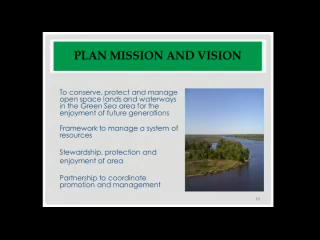 PLAN MISSION AND VISION
To conserve, protect and manage
open space lands and waterways
in the Green Sea area for the
enjoyment of future generations
Framework to manage a system of
resources
Stewardship, protection and
enjoyment of area
Partnership to coordinate
promotion and management